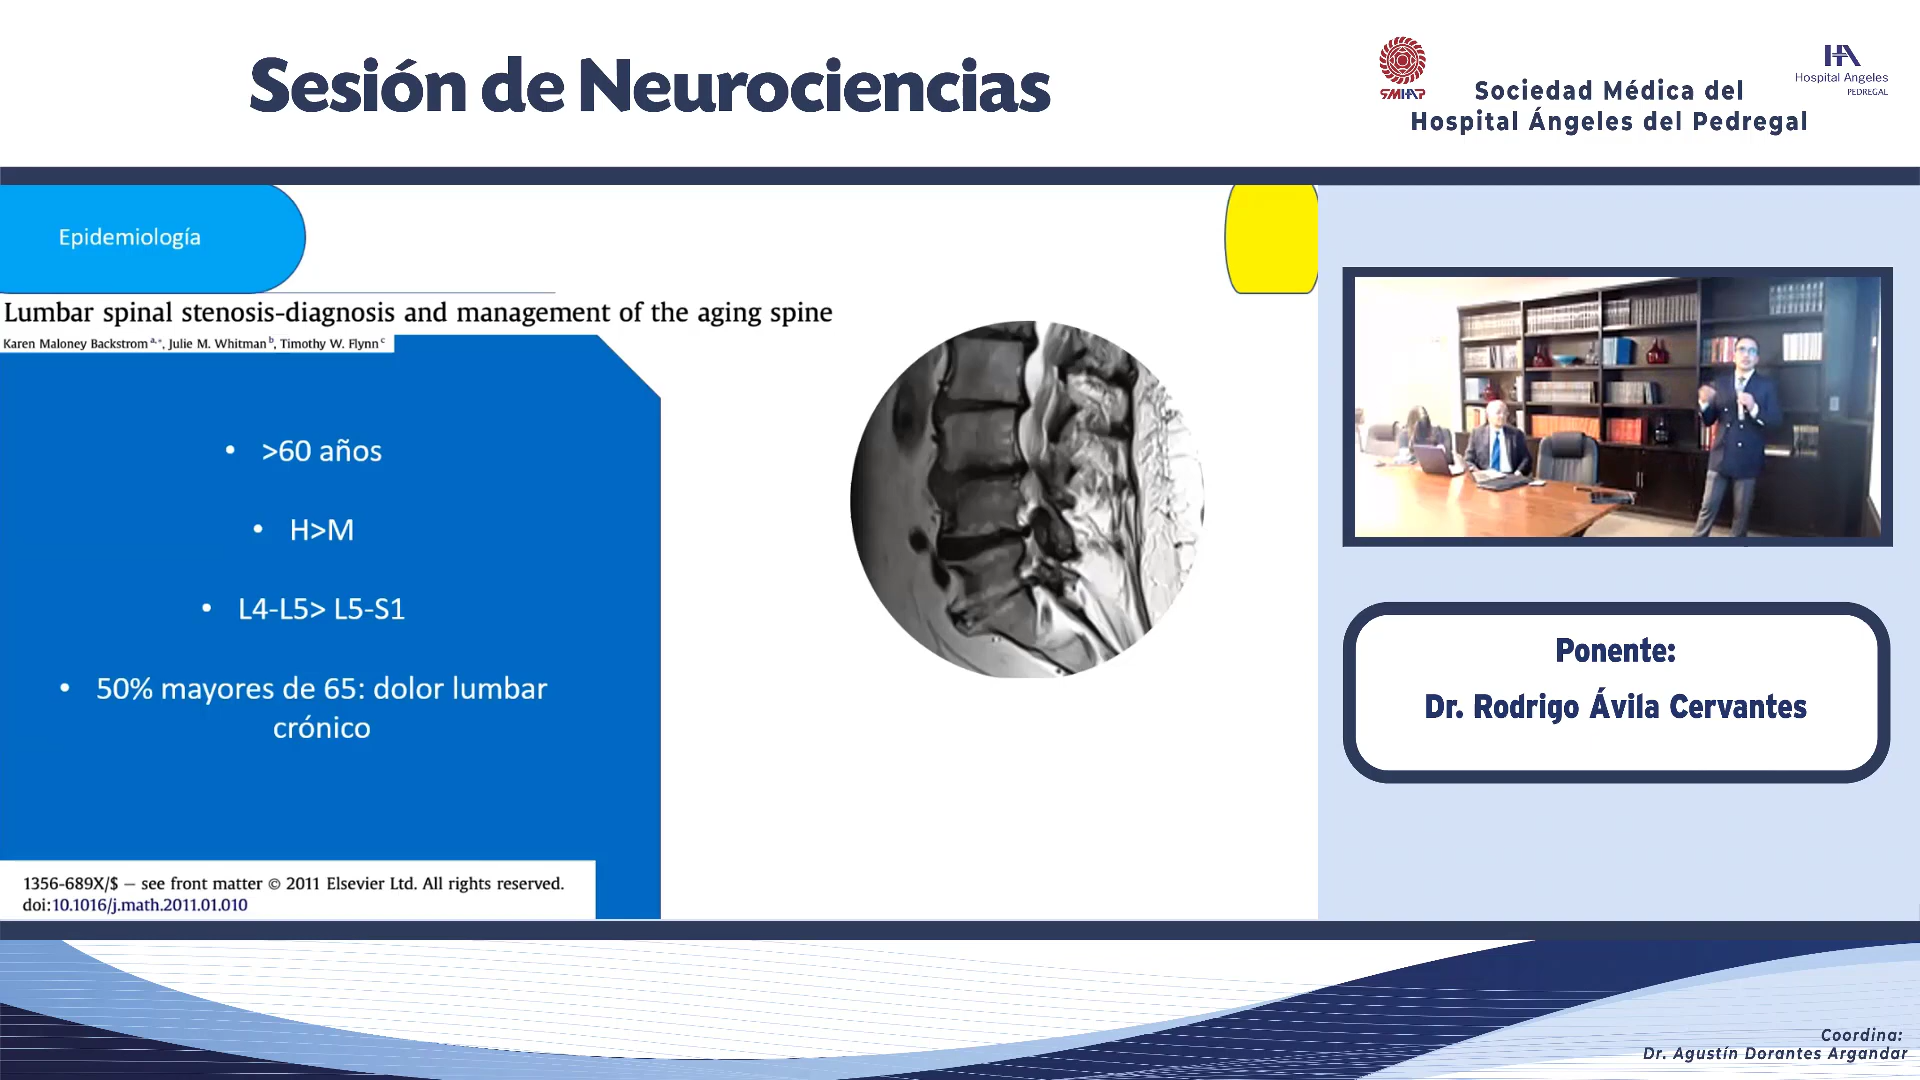 Sesión de Neurociencias
SMHAP
Sociedad Médica del
Hospital Ángeles del Pedregal
HA
Hospital Angeles
PEDREGAL
Epidemiología
Lumbar spinal stenosis-diagnosis and management of the aging spine
Karen Maloney Backstrom a,*, Julie M. Whitman b, Timothy W. Flynn c
• >60 años
• H>M
• L4-L5> L5-S1
• 50% mayores de 65: dolor lumbar
crónico
1356-689X/$ – see front matter © 2011 Elsevier Ltd. All rights reserved.
doi:10.1016/j.math.2011.01.010
Ponente:
Dr. Rodrigo Ávila Cervantes
Coordina:
Dr. Agustín Dorantes Argandar